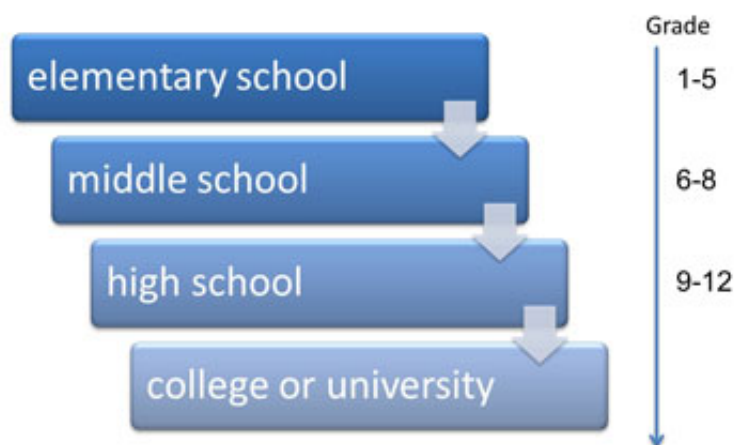 Grade
elementary school
1-5
middle school
6-8
high school
9-12
college or university